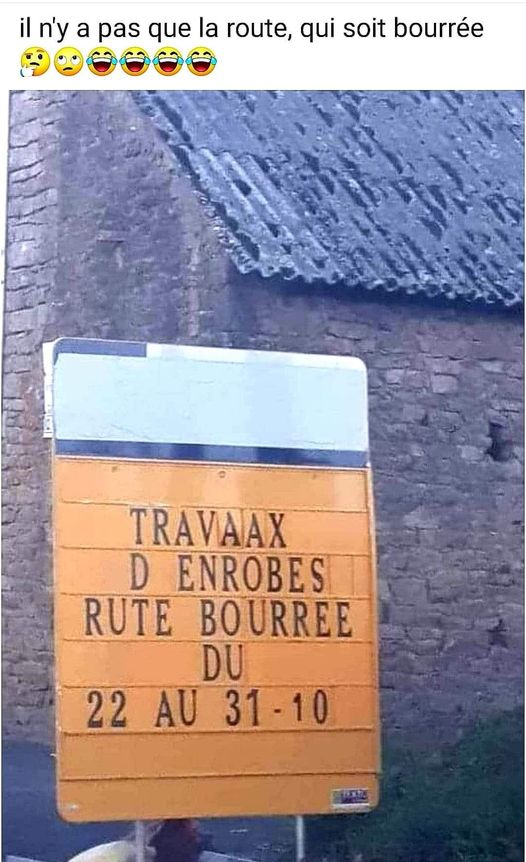 il n'y a pas que la route, qui soit bourrée
🤔🙄😂😂😂😂
TRAVAAX
D ENROBES
RUTE BOURREE
DU
22 AU 31-10